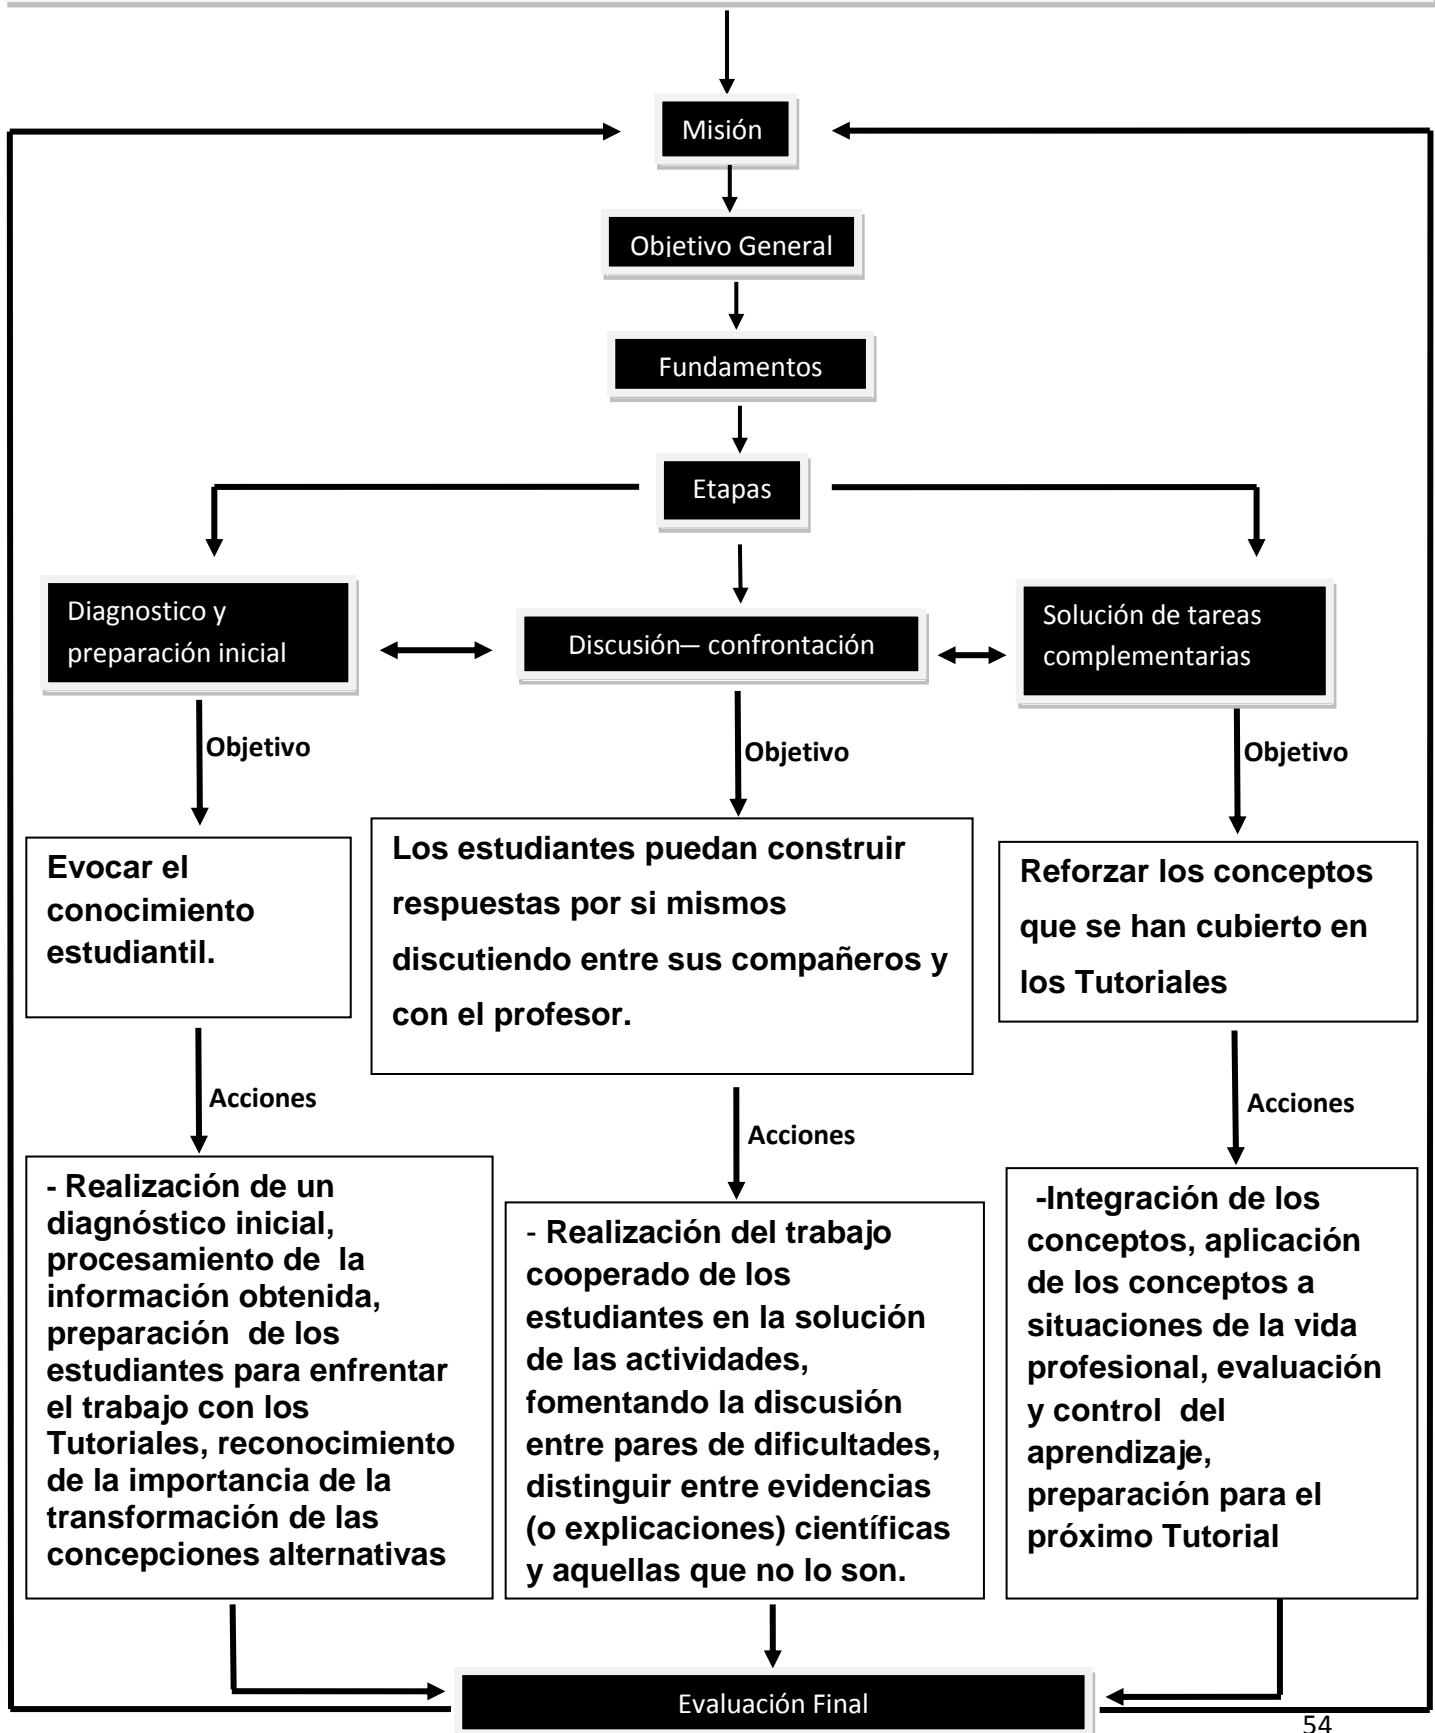 Misión
Objetivo General
Fundamentos
Etapas
Diagnostico y
preparación inicial
Discusión– confrontación
Solución de tareas
complementarias
Objetivo
Objetivo
Objetivo
Evocar el
conocimiento
estudiantil.
Los estudiantes puedan construir
respuestas por si mismos
discutiendo entre sus compañeros y
con el profesor.
Reforzar los conceptos
que se han cubierto en
los Tutoriales
Acciones
Acciones
Acciones
- Realización de un
diagnóstico inicial,
procesamiento de la
información obtenida,
preparación de los
estudiantes para enfrentar
el trabajo con los
Tutoriales, reconocimiento
de la importancia de la
transformación de las
concepciones alternativas
- Realización del trabajo
cooperado de los
estudiantes en la solución
de las actividades,
fomentando la discusión
entre pares de dificultades,
distinguir entre evidencias
(o explicaciones) científicas
y aquellas que no lo son.
-Integración de los
conceptos, aplicación
de los conceptos a
situaciones de la vida
profesional, evaluación
y control del
aprendizaje,
preparación para el
próximo Tutorial
Evaluación Final
54